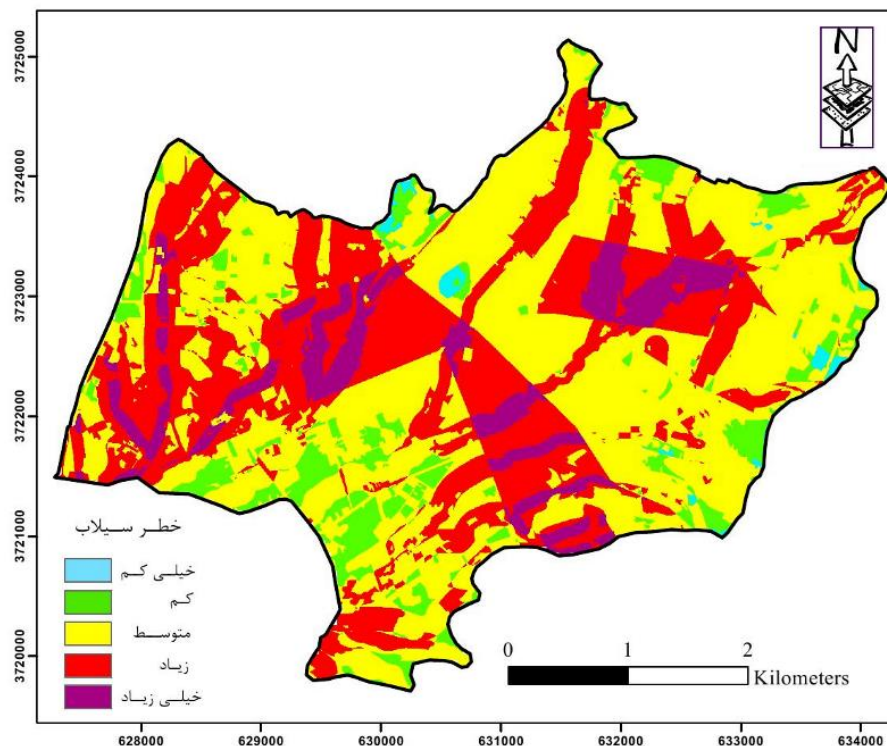 N
3725000
3724000
3723000
3722000
3721000
3720000
خطر سیلاب
خیلی کم
کم
متوسط
زیاد
خیلی زیاد
0 1 2
Kilometers
628000 629000 630000 631000 632000 633000 634000